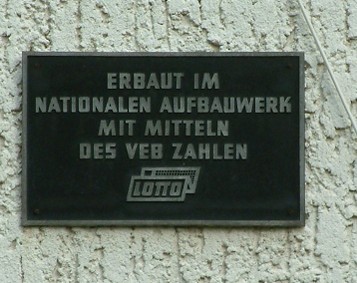 ERBAUT IM
NATIONALEN AUFBAUWERK
MIT MITTELN
DES VEB ZAHLEN
LOTTO